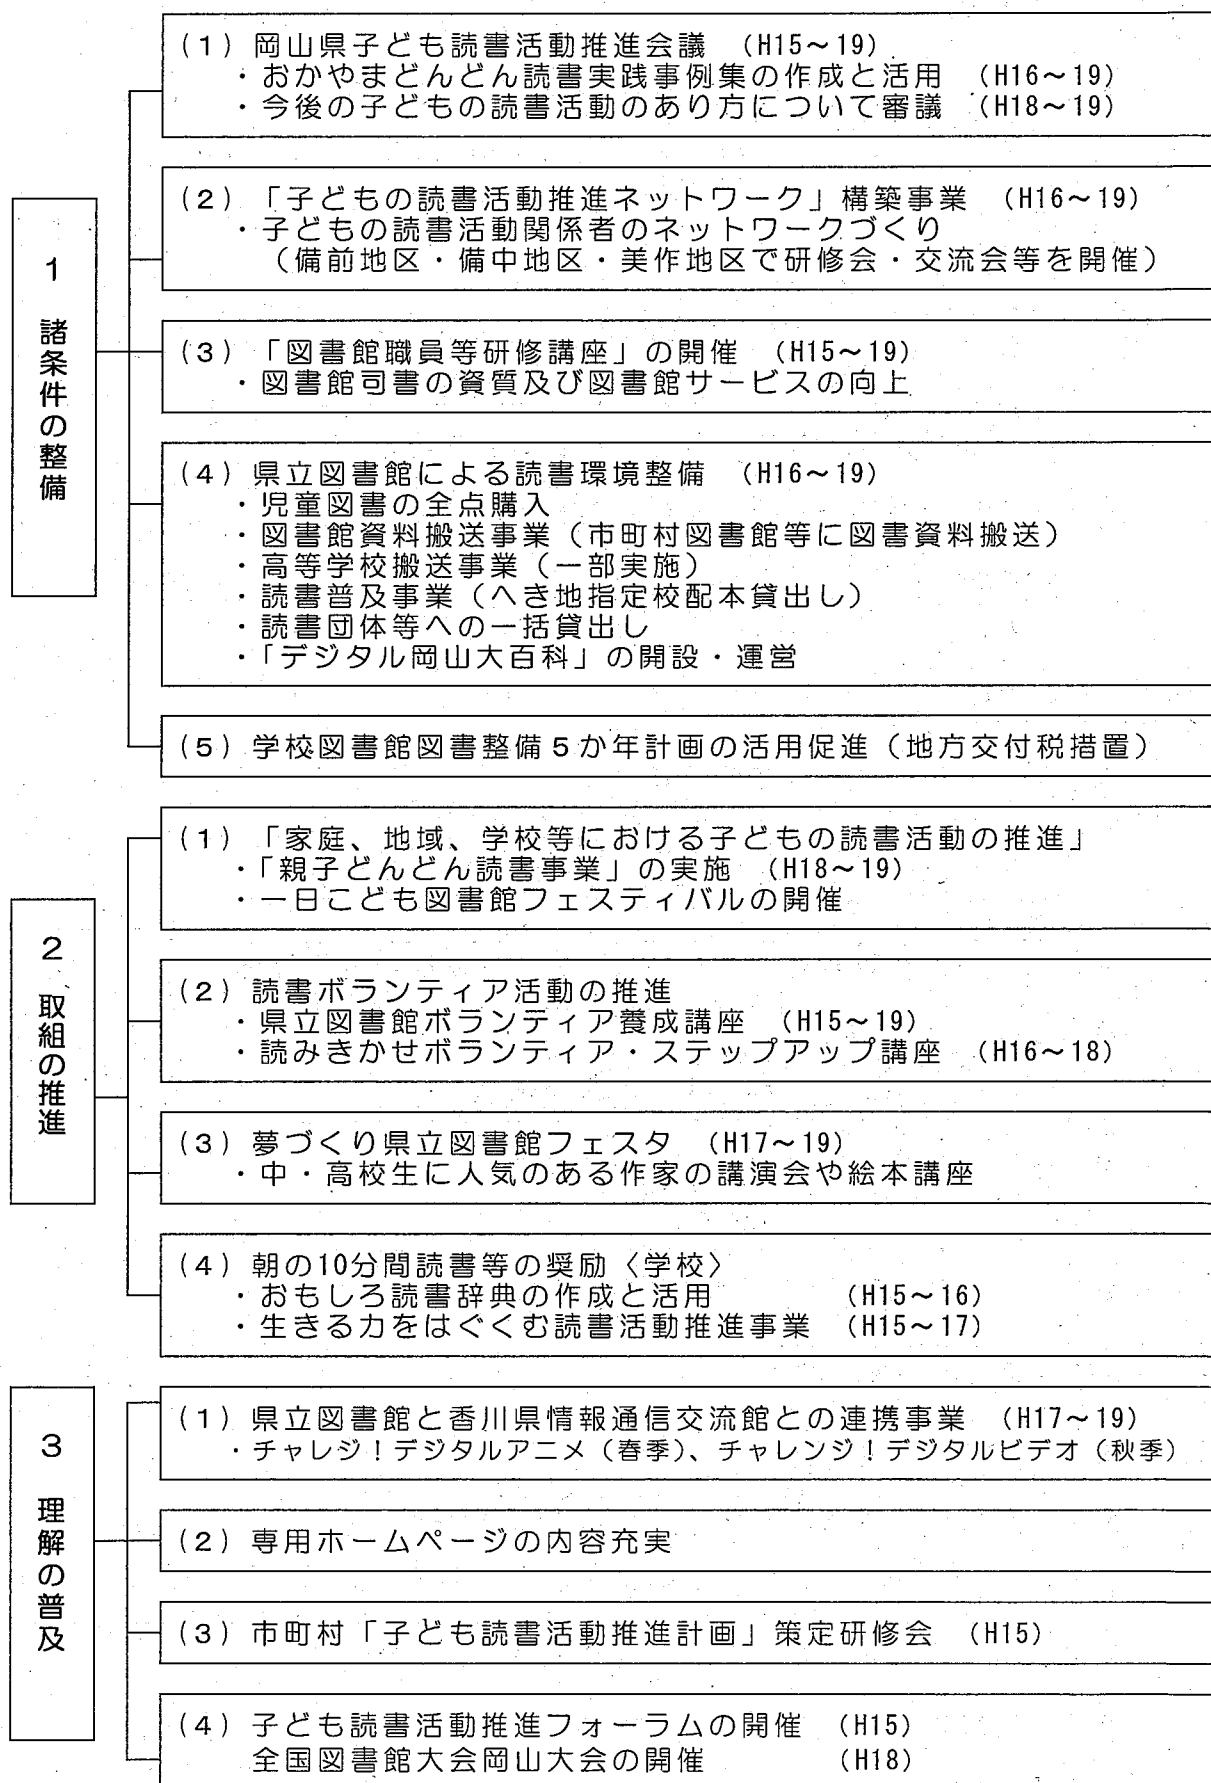 1 諸条件の整備
(1) 岡山県子ども読書活動推進会議 (H15～19)
・おかやまどんどん読書実践事例集の作成と活用 (H16～19)
・今後の子どもの読書活動のあり方について審議 (H18～19)
(2) 「子どもの読書活動推進ネットワーク」構築事業 (H16～19)
・子どもの読書活動関係者のネットワークづくり
(備前地区・備中地区・美作地区で研修会・交流会等を開催)
(3) 「図書館職員等研修講座」の開催 (H15～19)
・図書館司書の資質及び図書館サービスの向上
(4) 県立図書館による読書環境整備 (H16～19)
・児童図書の全点購入
・図書館資料搬送事業(市町村図書館等に図書資料搬送)
・高等学校搬送事業(一部実施)
・読書普及事業(へき地指定校配本貸出し)
・読書団体等への一括貸出し
・「デジタル岡山大百科」の開設・運営
(5) 学校図書館図書整備5か年計画の活用促進(地方交付税措置)
2 取組の推進
(1) 「家庭、地域、学校等における子どもの読書活動の推進」
・「親子どんどん読書事業」の実施 (H18～19)
・一日こども図書館フェスティバルの開催
(2) 読書ボランティア活動の推進
・県立図書館ボランティア養成講座 (H15～19)
・読みきかせボランティア・ステップアップ講座 (H16～18)
(3) 夢づくり県立図書館フェスタ (H17～19)
・中・高校生に人気のある作家の講演会や絵本講座
(4) 朝の10分間読書等の奨励〈学校〉
・おもしろ読書辞典の作成と活用 (H15～16)
・生きる力をはぐくむ読書活動推進事業 (H15～17)
3 理解の普及
(1) 県立図書館と香川県情報通信交流館との連携事業 (H17～19)
・チャレジ!デジタルアニメ(春季)、チャレンジ!デジタルビデオ(秋季)
(2) 専用ホームページの内容充実
(3) 市町村「子ども読書活動推進計画」策定研修会 (H15)
(4) 子ども読書活動推進フォーラムの開催 (H15)
全国図書館大会岡山大会の開催 (H18)